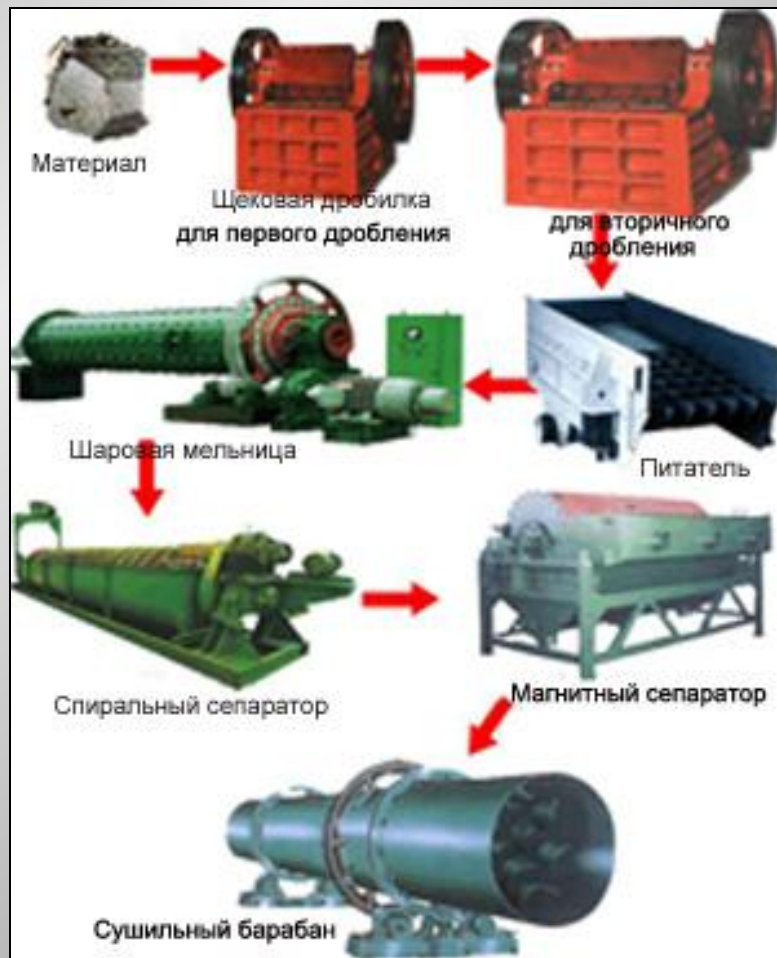 Материал
Щековая дробилка
для первого дробления
для вторичного
дробления
Шаровая мельница
Питатель
Спиральный сепаратор
Магнитный сепаратор
Сушильный барабан